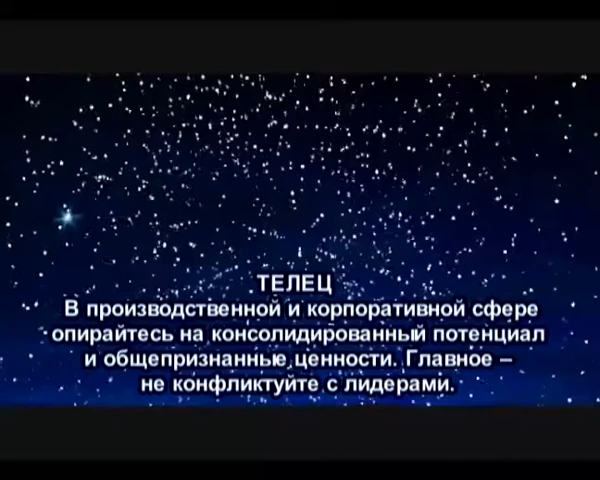 ТЕЛЕЦ
В производственной и корпоративной сфере
опирайтесь на консолидированный потенциал
и общепризнанные ценности. Главное –
не конфликтуйте с лидерами.